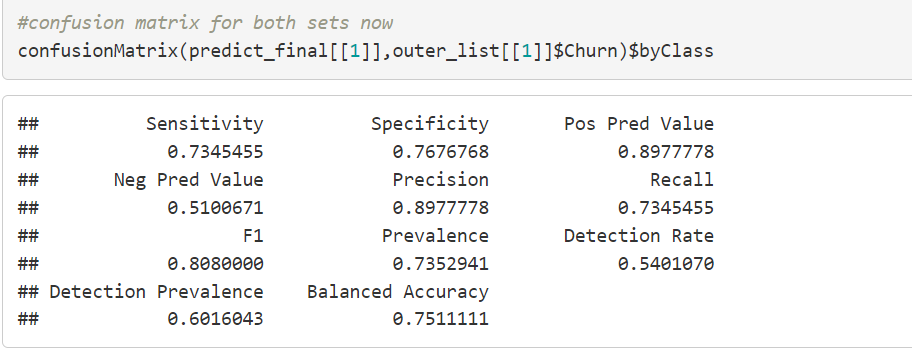 #confusion matrix for both sets now
confusionMatrix(predict_final[[1]],outer_list[[1]]$Churn)$byClass
##          Sensitivity          Specificity       Pos Pred Value
##            0.7345455            0.7676768            0.8977778
##       Neg Pred Value            Precision               Recall
##            0.5100671            0.8977778            0.7345455
##                   F1           Prevalence       Detection Rate
##            0.8080000            0.7352941            0.5401070
## Detection Prevalence    Balanced Accuracy
##            0.6016043            0.7511111